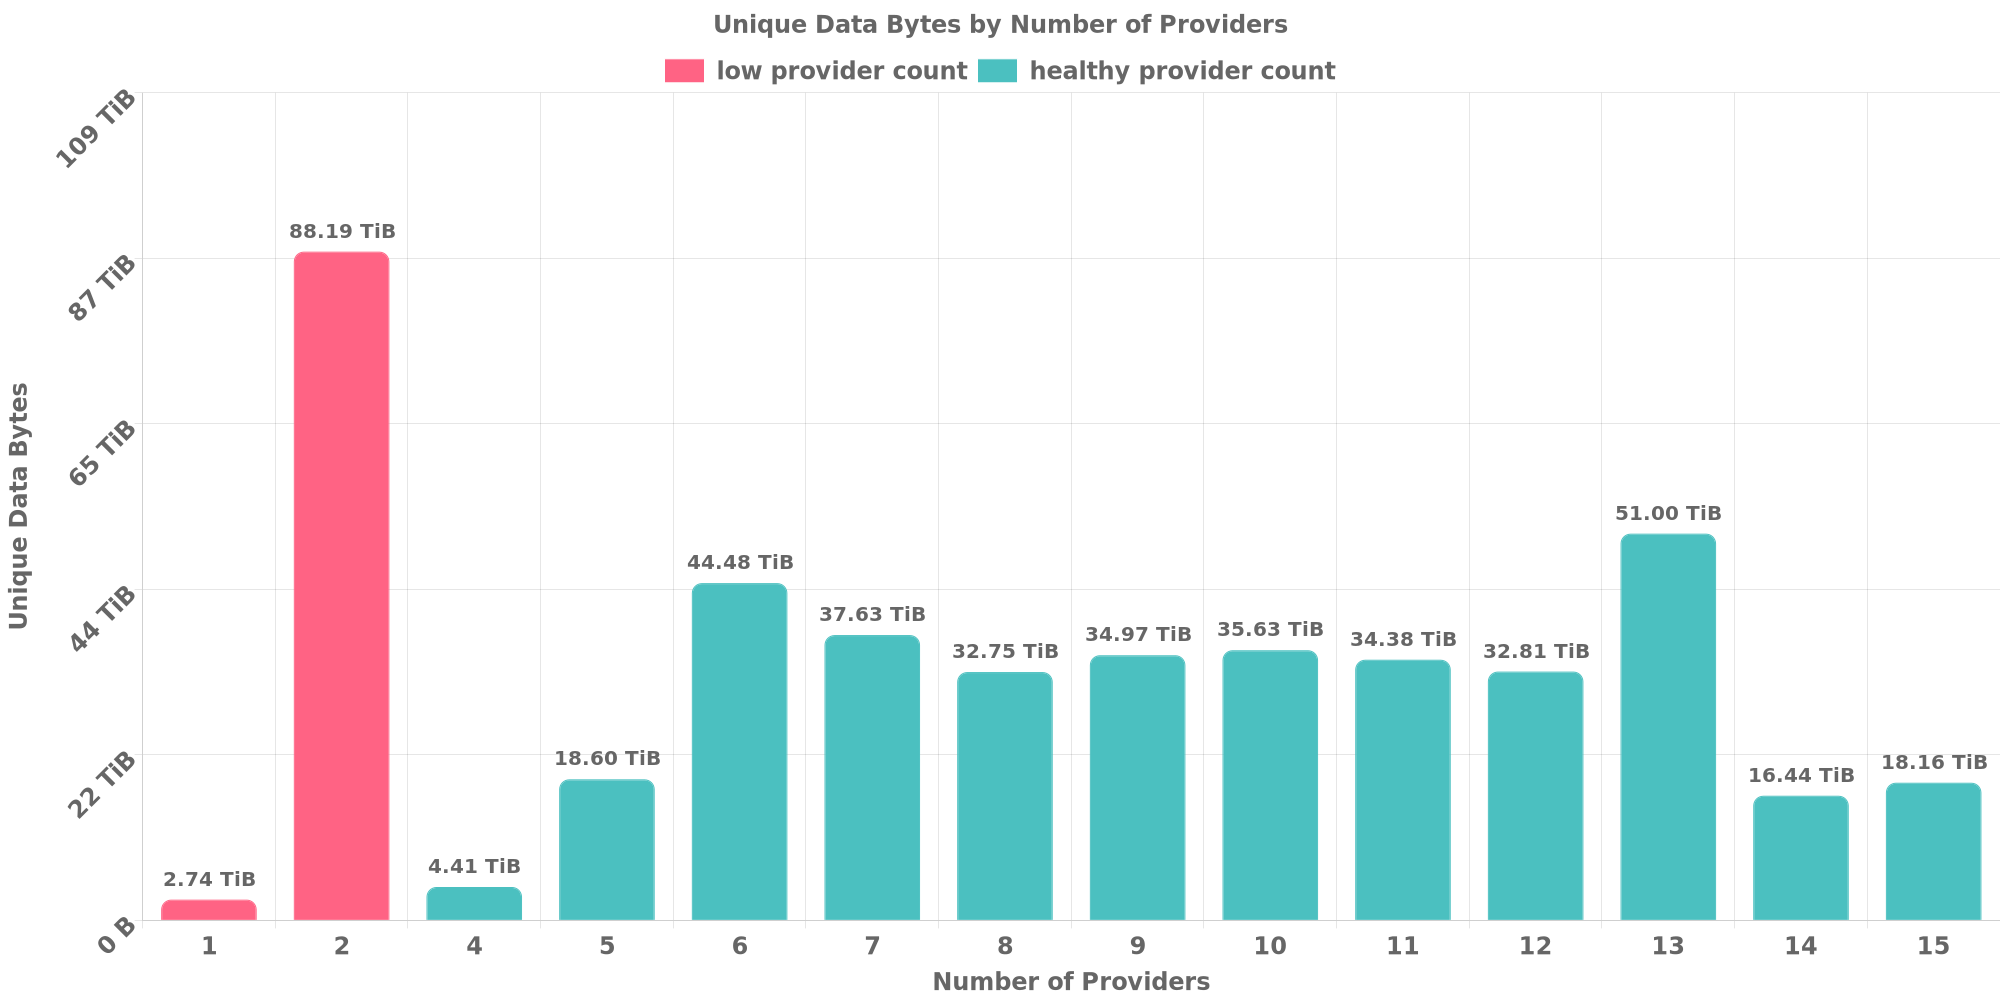 Unique Data Bytes by Number of Providers
low provider count healthy provider count
109 TiB
87 TiB
65 TiB
44 TiB
22 TiB
0 B
Unique Data Bytes
2.74 TiB
88.19 TiB
4.41 TiB
18.60 TiB
44.48 TiB
37.63 TiB
32.75 TiB
34.97 TiB
35.63 TiB
34.38 TiB
32.81 TiB
51.00 TiB
16.44 TiB
18.16 TiB
1 2 4 5 6 7 8 9 10 11 12 13 14 15
Number of Providers